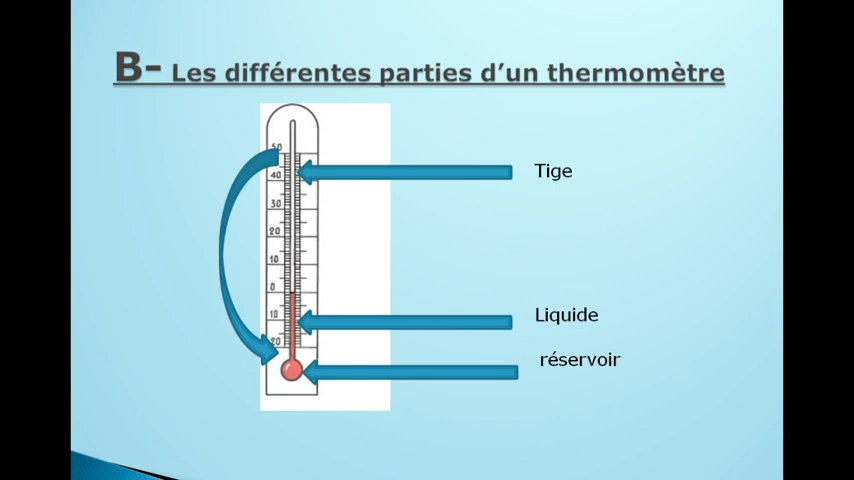 B- Les différentes parties d'un thermomètre
50
40
30
20
10
0
10
20
Tige
Liquide
réservoir